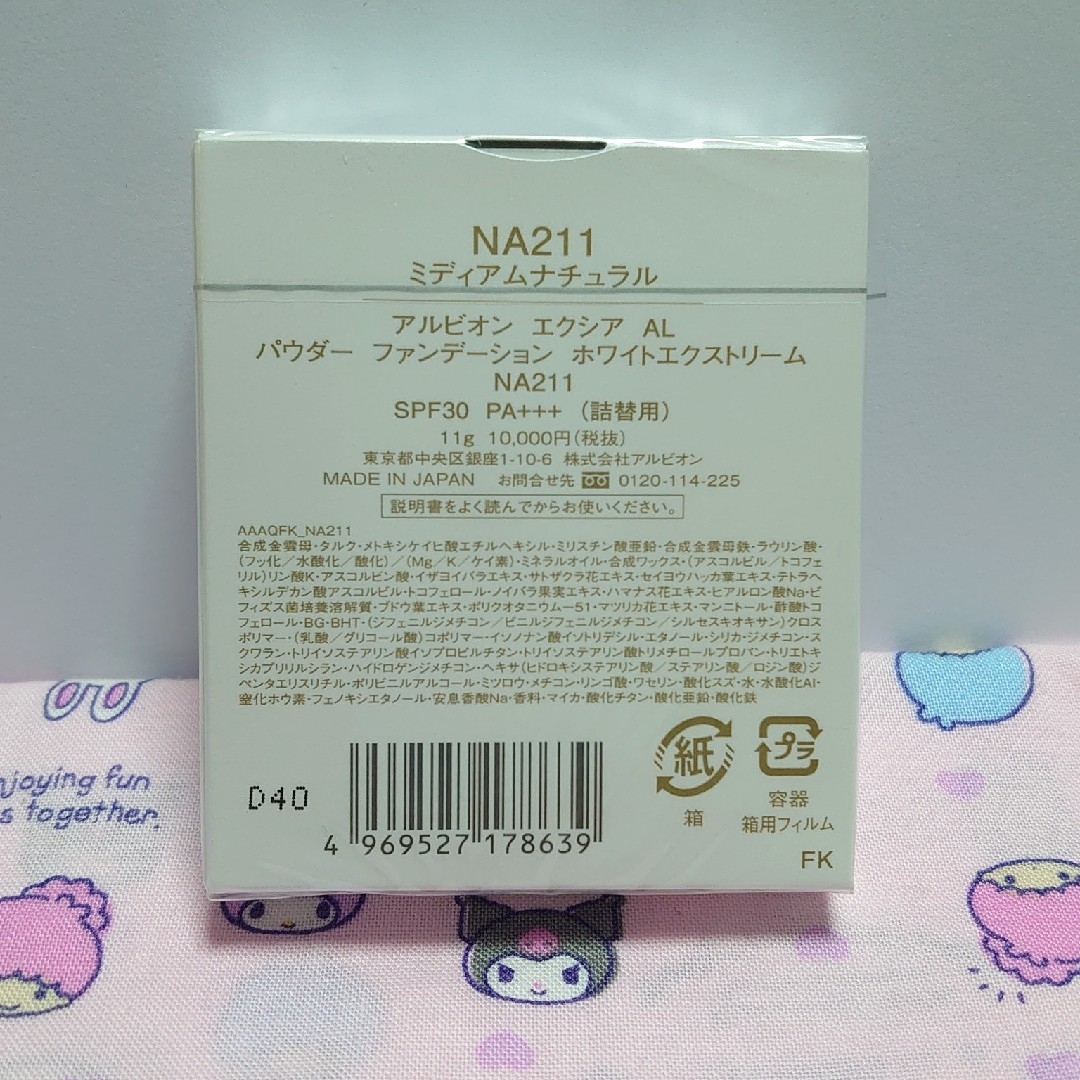 NA211
ミディアムナチュラル
アルビオン エクシア AL
パウダー ファンデーション ホワイトエクストリーム
NA211
SPF30 PA+++ (詰替用)
11g 10,000円(税抜)
東京都中央区銀座1-10-6 株式会社アルビオン
MADE IN JAPAN お問合せ先 0120-114-225
説明書をよく読んでからお使いください。
AAAQFK_NA211
合成金雲母・タルク・メトキシケイヒ酸エチルヘキシル・ミリスチン酸亜鉛・合成金雲母鉄・ラウリン酸・
(フッ化/水酸化/酸化)/(Mg/K/ケイ素)・ミネラルオイル・合成ワックス・(アスコルビル/トコフェ
リル)リン酸K・アスコルビン酸・イザヨイバラエキス・サトザクラ花エキス・セイヨウハッカ葉エキス・テトラヘ
キシルデカン酸アスコルビル・トコフェロール・ノイバラ果実エキス・ハマナス花エキス・ヒアルロン酸Na・ビ
フィズス菌培養溶解質・ブドウ葉エキス・ポリクオタニウム-51・マツリカ花エキス・マンニトール・酢酸トコ
フェロール・BG・BHT・(ジフェニルジメチコン/ビニルジフェニルジメチコン/シルセスキオキサン)クロス
ポリマー・(乳酸/グリコール酸)コポリマー・イソノナン酸イソトリデシル・エタノール・シリカ・ジメチコン・ス
クワラン・トリイソステアリン酸イソプロピルチタン・トリイソステアリン酸トリメチロールプロパン・トリエトキ
シカプリリルシラン・ハイドロゲンジメチコン・ヘキサ(ヒドロキシステアリン酸/ステアリン酸/ロジン酸)ジ
ペンタエリスリチル・ポリビニルアルコール・ミツロウ・メチコン・リンゴ酸・ワセリン・酸化スズ・水・水酸化Al・
窒化ホウ素・フェノキシエタノール・安息香酸Na・香料・マイカ・酸化チタン・酸化亜鉛・酸化鉄
紙
プラ
箱
容器
箱用フィルム
D40
4 969527 178639
FK
njoying fun
s together.